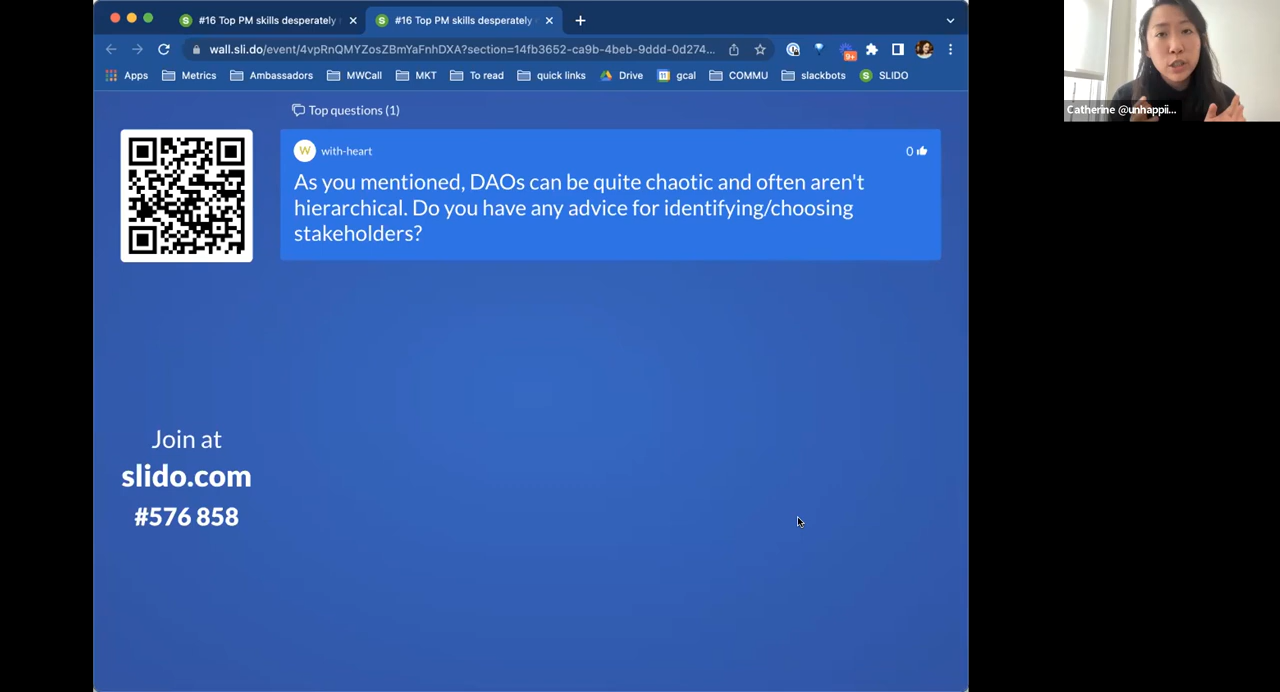 #16 Top PM skills desperately
#16 Top PM skills desperately
wall.sli.do/event/4vpRnQMYZosZBmYaFnhDXA?section=14fb3652-ca9b-4beb-9ddd-0d274...
9+
Apps Metrics Ambassadors MWCall MKT To read quick links Drive gcal COMMU slackbots SLIDO
Catherine @unhappii...
Top questions (1)
W with-heart 0
As you mentioned, DAOs can be quite chaotic and often aren't
hierarchical. Do you have any advice for identifying/choosing
stakeholders?
Join at
slido.com
#576 858